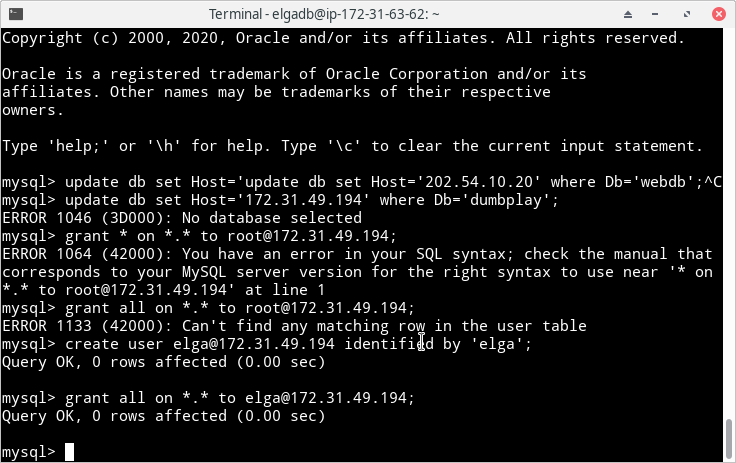 Terminal - elgadb@ip-172-31-63-62: ~
Copyright (c) 2000, 2020, Oracle and/or its affiliates. All rights reserved.
Oracle is a registered trademark of Oracle Corporation and/or its
affiliates. Other names may be trademarks of their respective
owners.
Type 'help;' or '\h' for help. Type '\c' to clear the current input statement.
mysql> update db set Host='update db set Host='202.54.10.20' where Db='webdb';^C
mysql> update db set Host='172.31.49.194' where Db='dumbplay';
ERROR 1046 (3D000): No database selected
mysql> grant * on *.* to root@172.31.49.194;
ERROR 1064 (42000): You have an error in your SQL syntax; check the manual that
corresponds to your MySQL server version for the right syntax to use near '* on
*.* to root@172.31.49.194' at line 1
mysql> grant all on *.* to root@172.31.49.194;
ERROR 1133 (42000): Can't find any matching row in the user table
mysql> create user elga@172.31.49.194 identified by 'elga';
Query OK, 0 rows affected (0.00 sec)
mysql> grant all on *.* to elga@172.31.49.194;
Query OK, 0 rows affected (0.00 sec)
mysql>